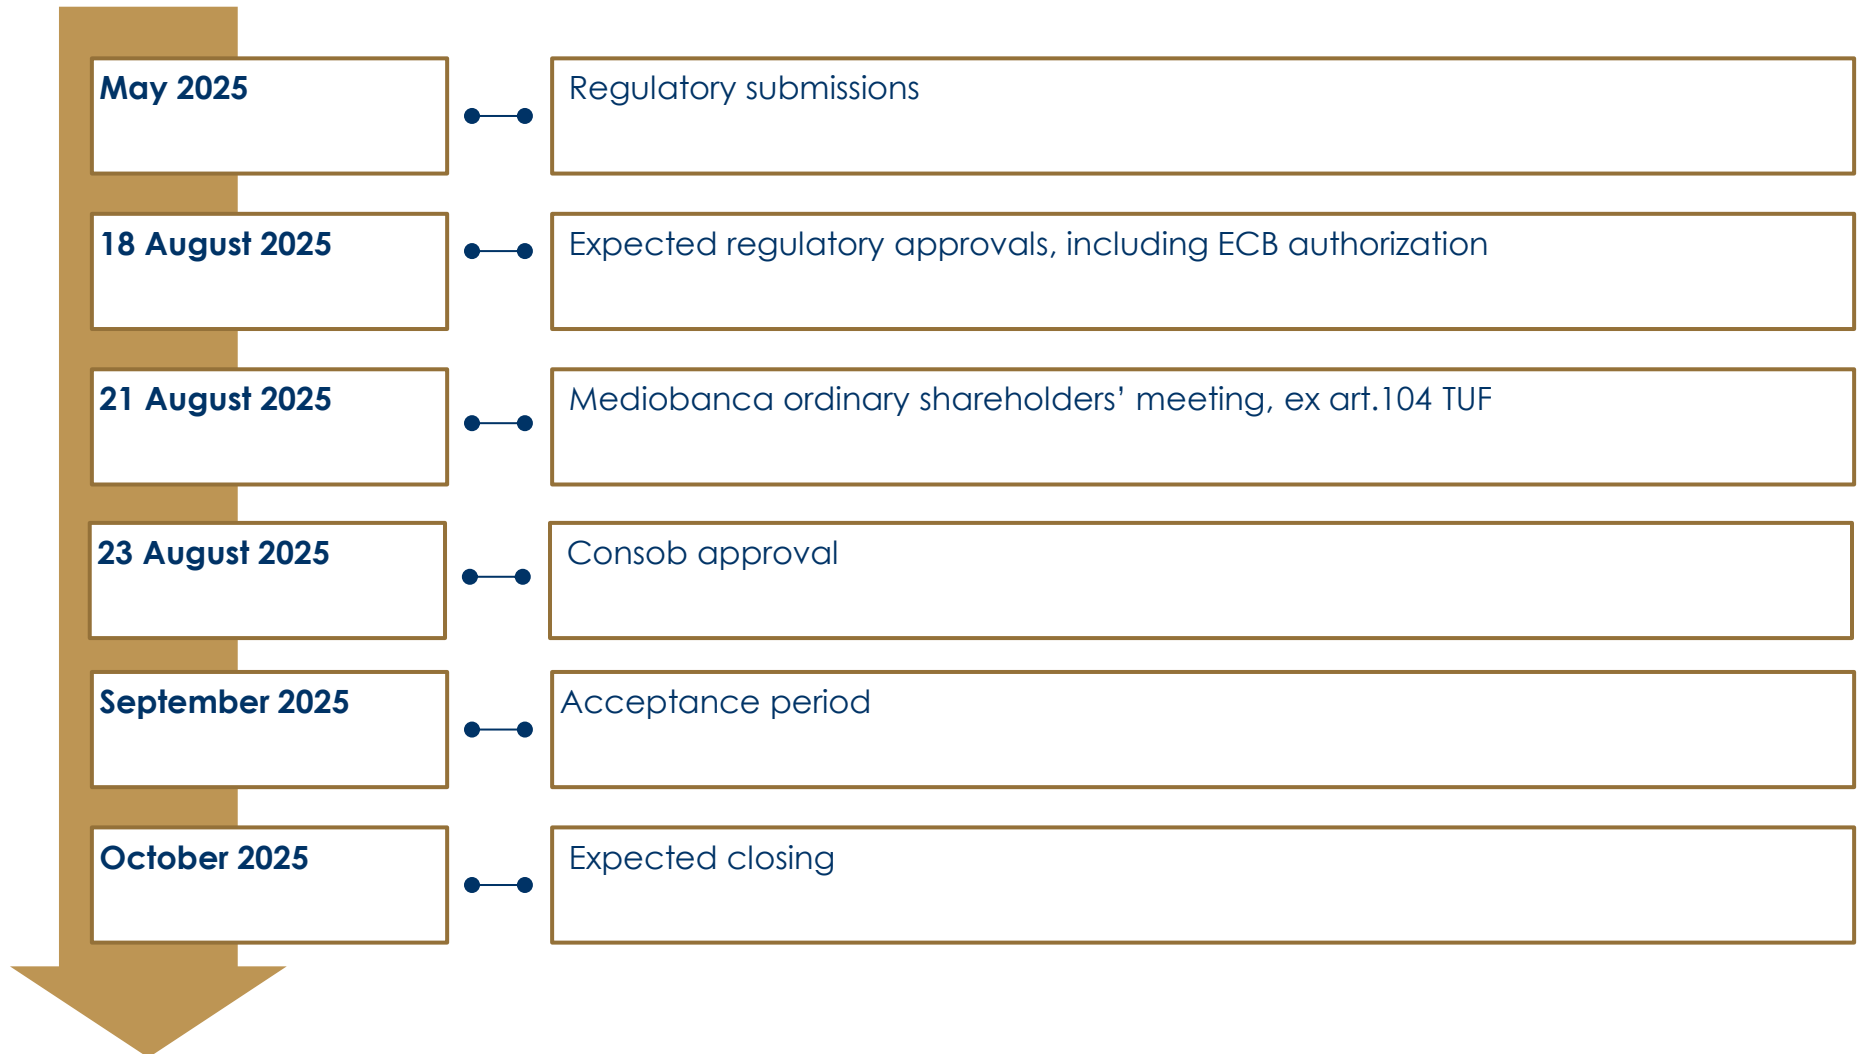 May 2025
Regulatory submissions
18 August 2025
Expected regulatory approvals, including ECB authorization
21 August 2025
Mediobanca ordinary shareholders’ meeting, ex art.104 TUF
23 August 2025
Consob approval
September 2025
Acceptance period
October 2025
Expected closing